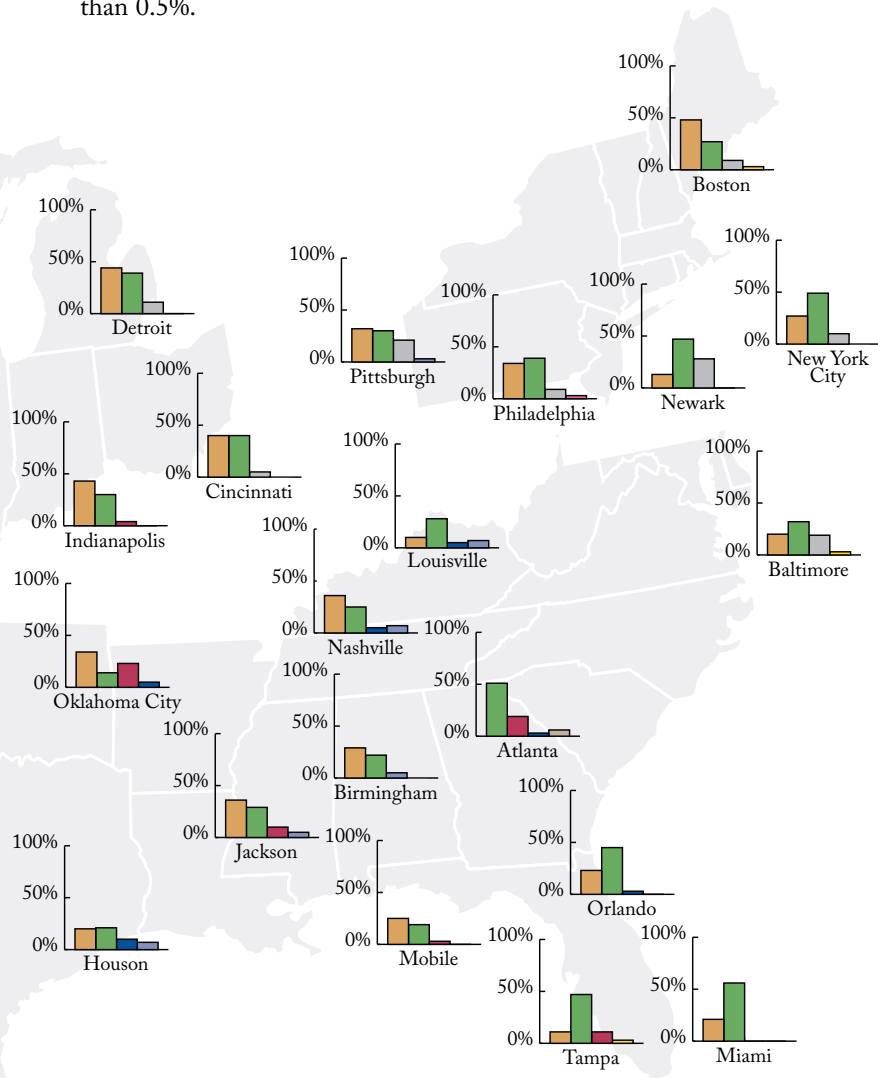 than 0.5%.
100%
50%
0%
Boston
100%
50%
0%
Detroit
100%
50%
0%
New York
City
100%
50%
0%
Pittsburgh
100%
50%
0%
Newark
100%
50%
0%
Philadelphia
100%
50%
0%
Cincinnati
100%
50%
0%
Indianapolis
100%
50%
0%
Louisville
100%
50%
0%
Baltimore
100%
50%
0%
Nashville
100%
50%
0%
Oklahoma City
100%
50%
0%
Atlanta
100%
50%
0%
Birmingham
100%
50%
0%
Jackson
100%
50%
0%
Orlando
100%
50%
0%
Houson
100%
50%
0%
Mobile
100%
50%
0%
Tampa
100%
50%
0%
Miami